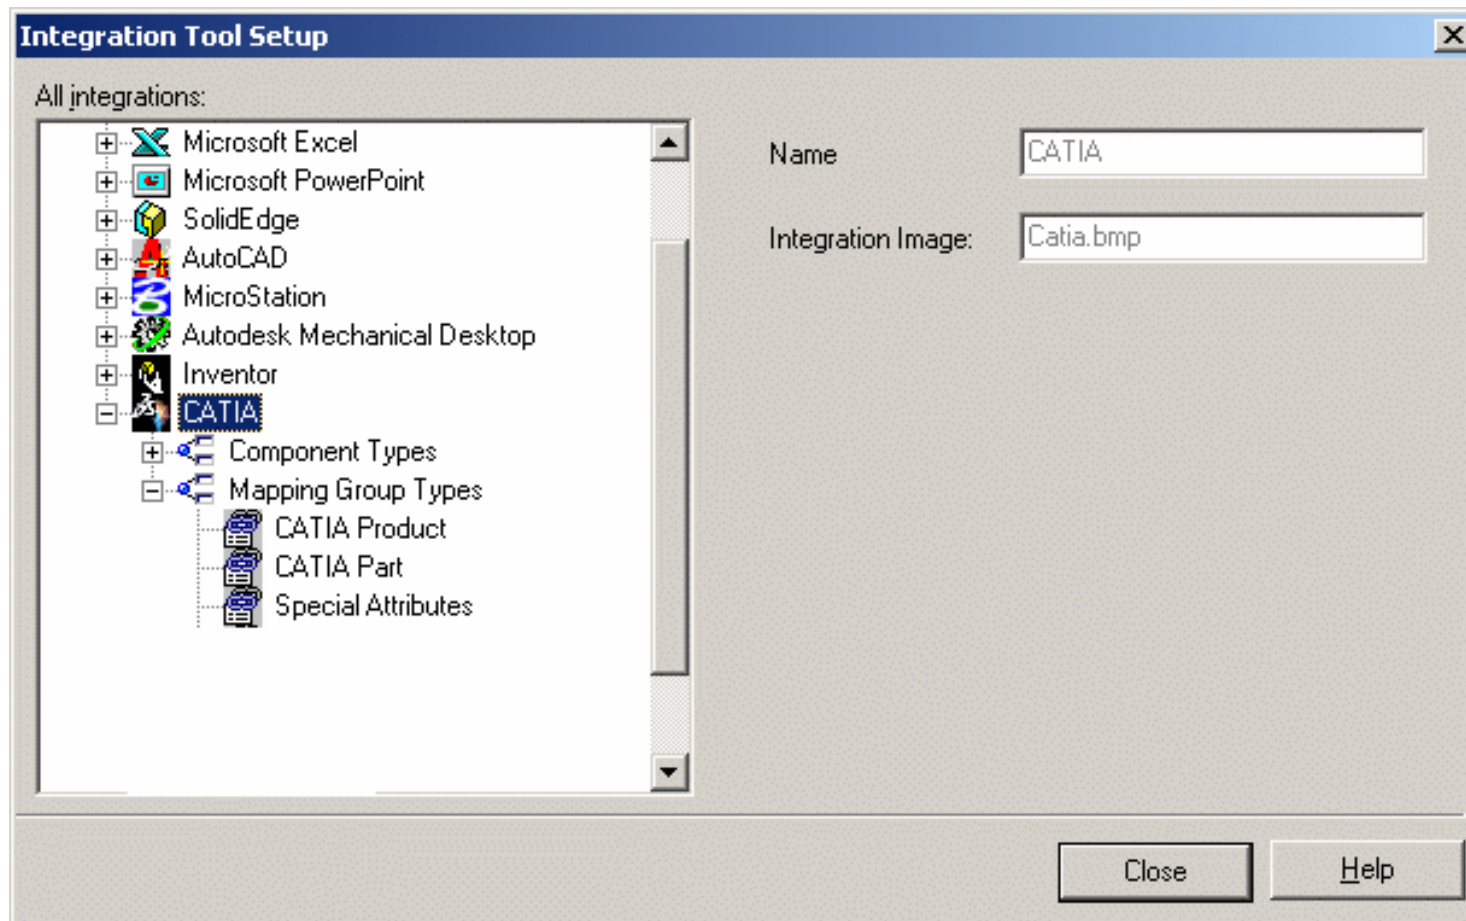 Integration Tool Setup
All integrations:
Microsoft Excel
Microsoft PowerPoint
SolidEdge
AutoCAD
MicroStation
Autodesk Mechanical Desktop
Inventor
CATIA
Component Types
Mapping Group Types
CATIA Product
CATIA Part
Special Attributes
Name
CATIA
Integration Image:
Catia.bmp
Close
Help